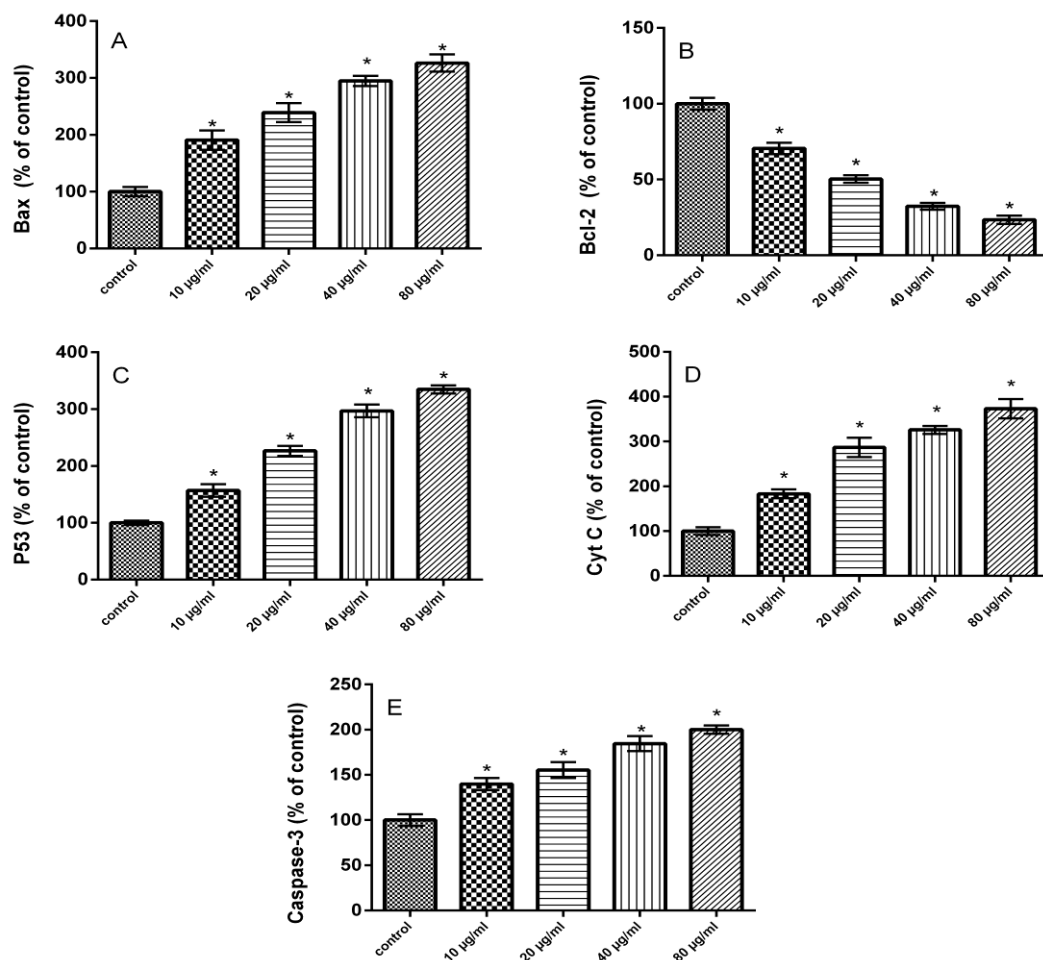 A
Bax (% of control)
400
300
200
100
0
* * * *
control 10 µg/ml 20 µg/ml 40 µg/ml 80 µg/ml
B
Bcl-2 (% of control)
150
100
50
0
* * * *
control 10 µg/ml 20 µg/ml 40 µg/ml 80 µg/ml
C
P53 (% of control)
400
300
200
100
0
* * * *
control 10 µg/ml 20 µg/ml 40 µg/ml 80 µg/ml
D
Cyt C (% of control)
500
400
300
200
100
0
* * * *
control 10 µg/ml 20 µg/ml 40 µg/ml 80 µg/ml
E
Caspase-3 (% of control)
250
200
150
100
50
0
* * * *
control 10 µg/ml 20 µg/ml 40 µg/ml 80 µg/ml